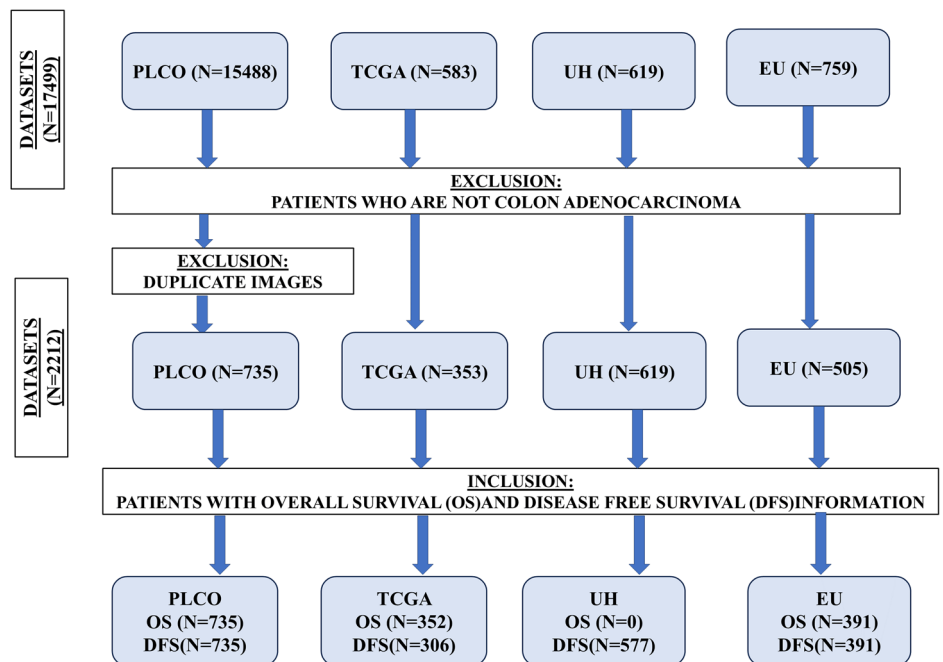 DATASETS
(N=17499)
PLCO (N=15488)
TCGA (N=583)
UH (N=619)
EU (N=759)
EXCLUSION:
PATIENTS WHO ARE NOT COLON ADENOCARCINOMA
EXCLUSION:
DUPLICATE IMAGES
DATASETS
(N=2212)
PLCO (N=735)
TCGA (N=353)
UH (N=619)
EU (N=505)
INCLUSION:
PATIENTS WITH OVERALL SURVIVAL (OS)AND DISEASE FREE SURVIVAL (DFS)INFORMATION
PLCO
OS (N=735)
DFS(N=735)
TCGA
OS (N=352)
DFS(N=306)
UH
OS (N=0)
DFS(N=577)
EU
OS (N=391)
DFS(N=391)